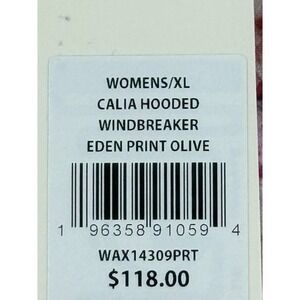 WOMENS/XL
CALIA HOODED
WINDBREAKER
EDEN PRINT OLIVE
1 96358 91059 4
WAX14309PRT
$118.00